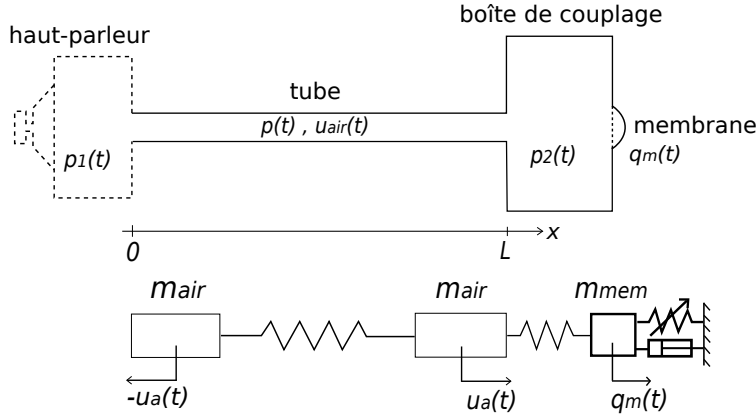 boîte de couplage
haut-parleur
tube
p(t) , uair(t)
membrane
p1(t)
p2(t)
qm(t)
0
L
x
mair
mair
mmem
-ua(t)
ua(t)
qm(t)